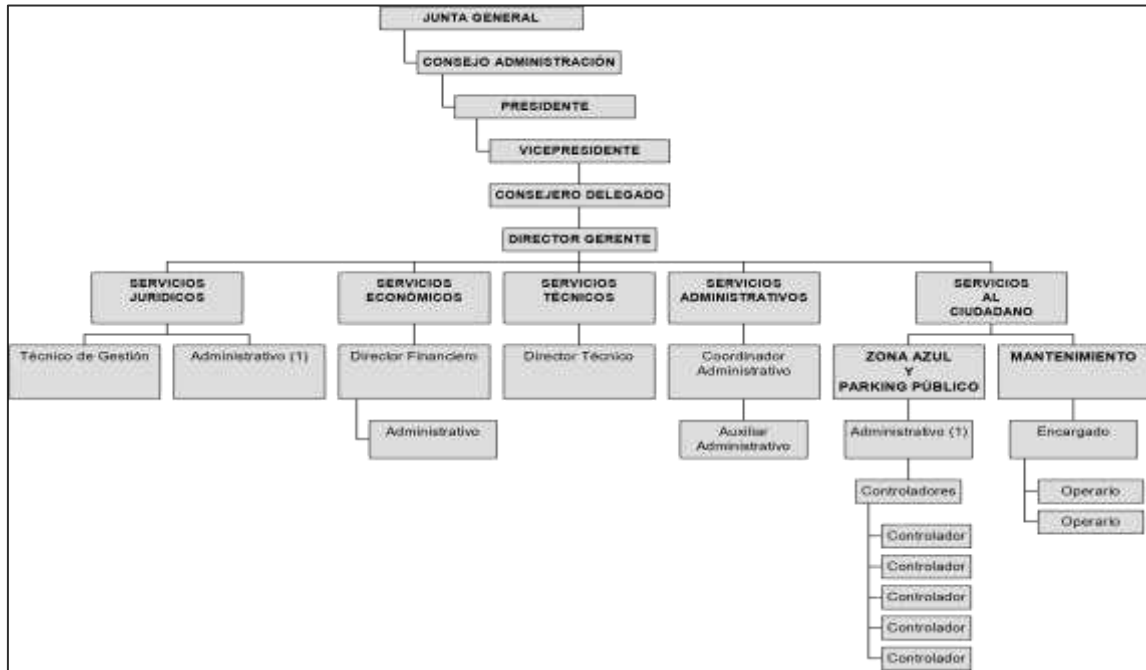 JUNTA GENERAL
CONSEJO ADMINISTRACIÓN
PRESIDENTE
VICEPRESIDENTE
CONSEJERO DELEGADO
DIRECTOR GERENTE
SERVICIOS
JURIDICOS
SERVICIOS
ECONÓMICOS
SERVICIOS
TÉCNICOS
SERVICIOS
ADMINISTRATIVOS
SERVICIOS
AL
CIUDADANO
Técnico de Gestión
Administrativo (1)
Director Financiero
Director Técnico
Coordinador
Administrativo
ZONA AZUL
Y
PARKING PÚBLICO
MANTENIMIENTO
Administrativo
Auxiliar
Administrativo
Administrativo (1)
Encargado
Controladores
Operario
Operario
Controlador
Controlador
Controlador
Controlador
Controlador